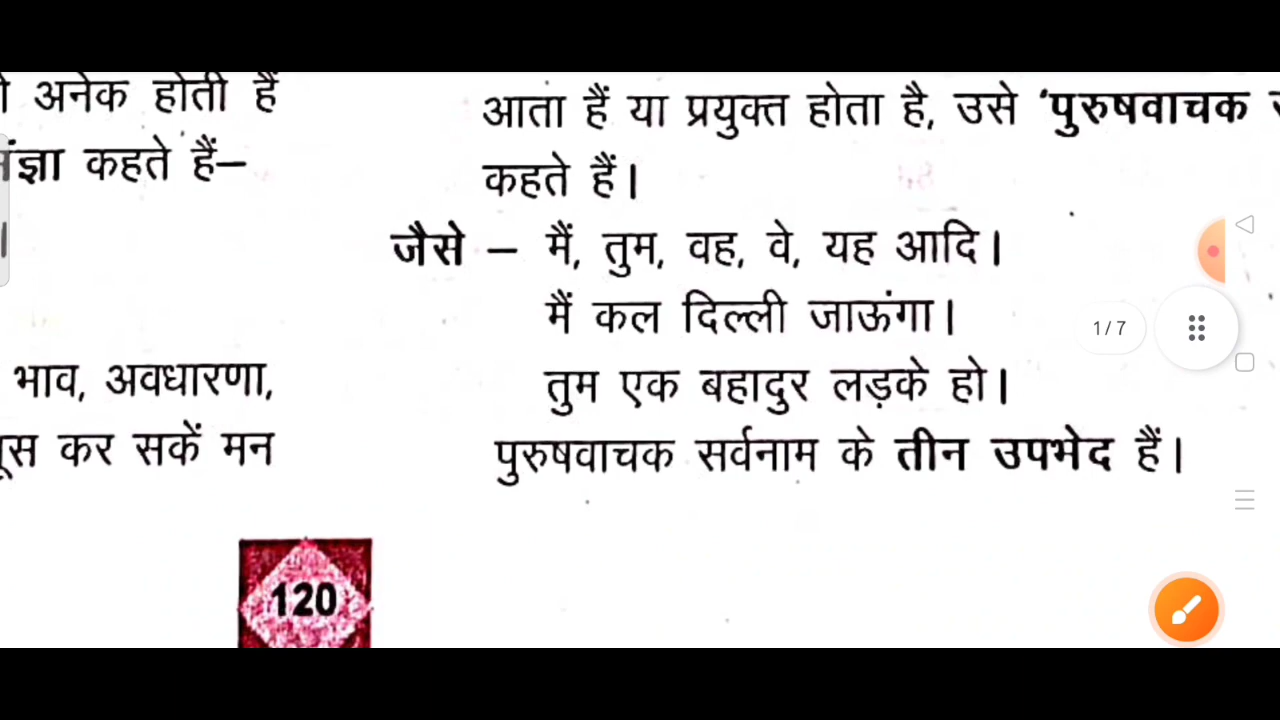 अनेक होती हैं
कहते हैं–
भाव, अवधारणा,
कर सकें मन
आता हैं या प्रयुक्त होता है, उसे ‘पुरुषवाचक
कहते हैं।
जैसे – मैं, तुम, वह, वे, यह आदि।
मैं कल दिल्ली जाऊंगा।
तुम एक बहादुर लड़के हो।
पुरुषवाचक सर्वनाम के तीन उपभेद हैं।
120
1/7